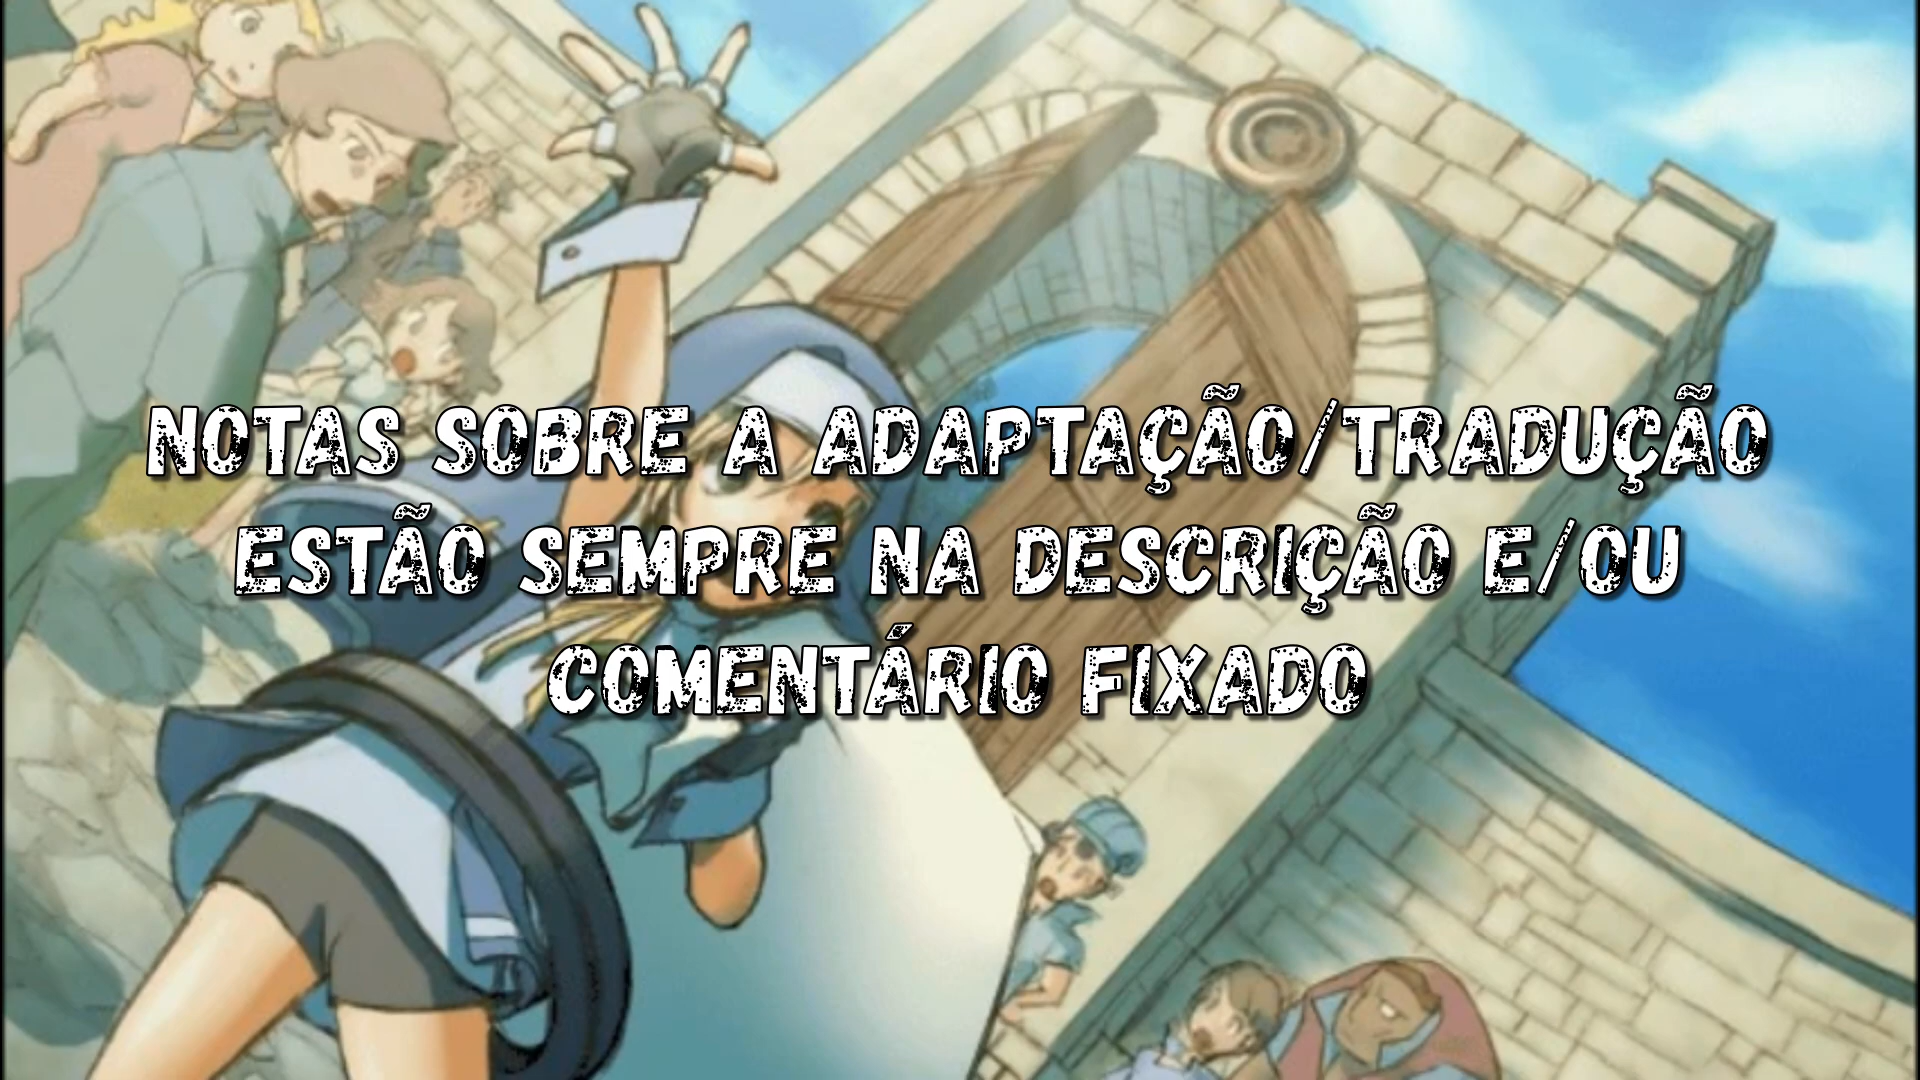 NOTAS SOBRE A ADAPTAÇÃO/TRADUÇÃO
ESTÃO SEMPRE NA DESCRIÇÃO E/OU
COMENTÁRIO FIXADO